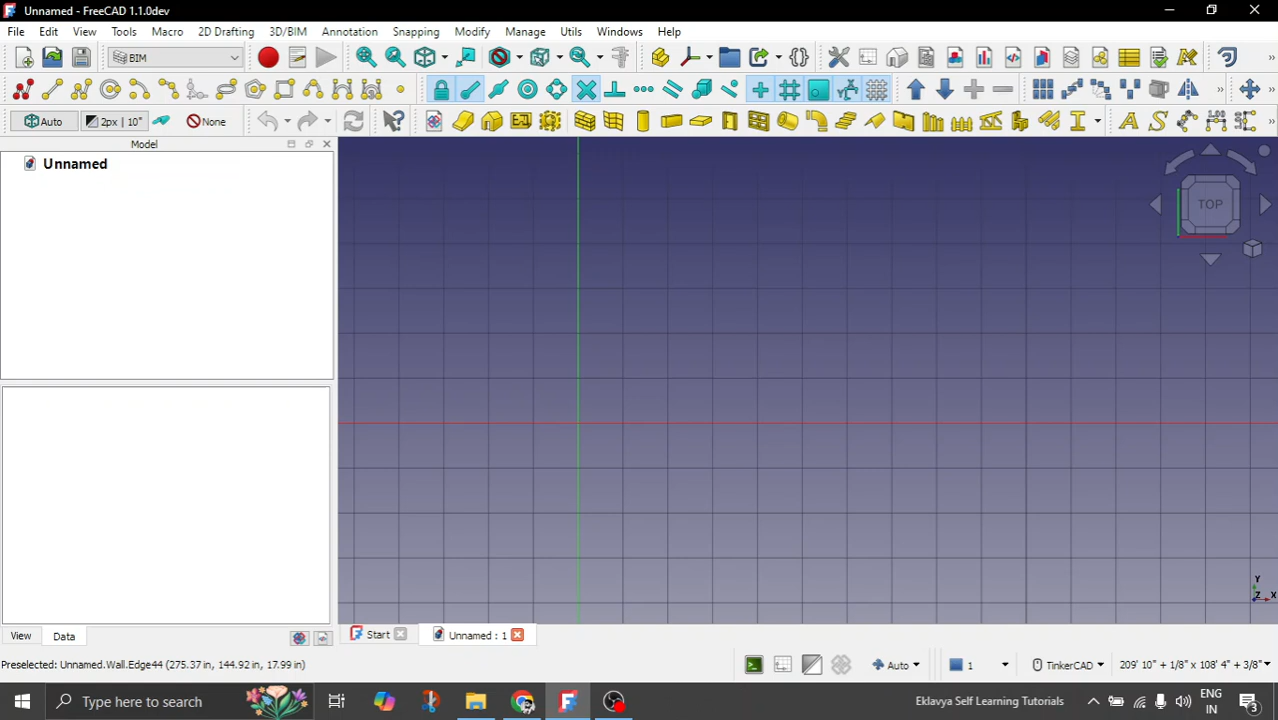 Unnamed - FreeCAD 1.1.0dev
File Edit View Tools Macro 2D Drafting 3D/BIM Annotation Snapping Modify Manage Utils Windows Help
BIM
Auto 2px | 10" None
Model
Unnamed
TOP
Y
Z X
View Data
Start Unnamed : 1
Preselected: Unnamed.Wall.Edge44 (275.37 in, 144.92 in, 17.99 in)
Auto 1 TinkerCAD 209' 10" + 1/8" x 108' 4" + 3/8"
Type here to search
Eklavya Self Learning Tutorials
ENG
IN
3